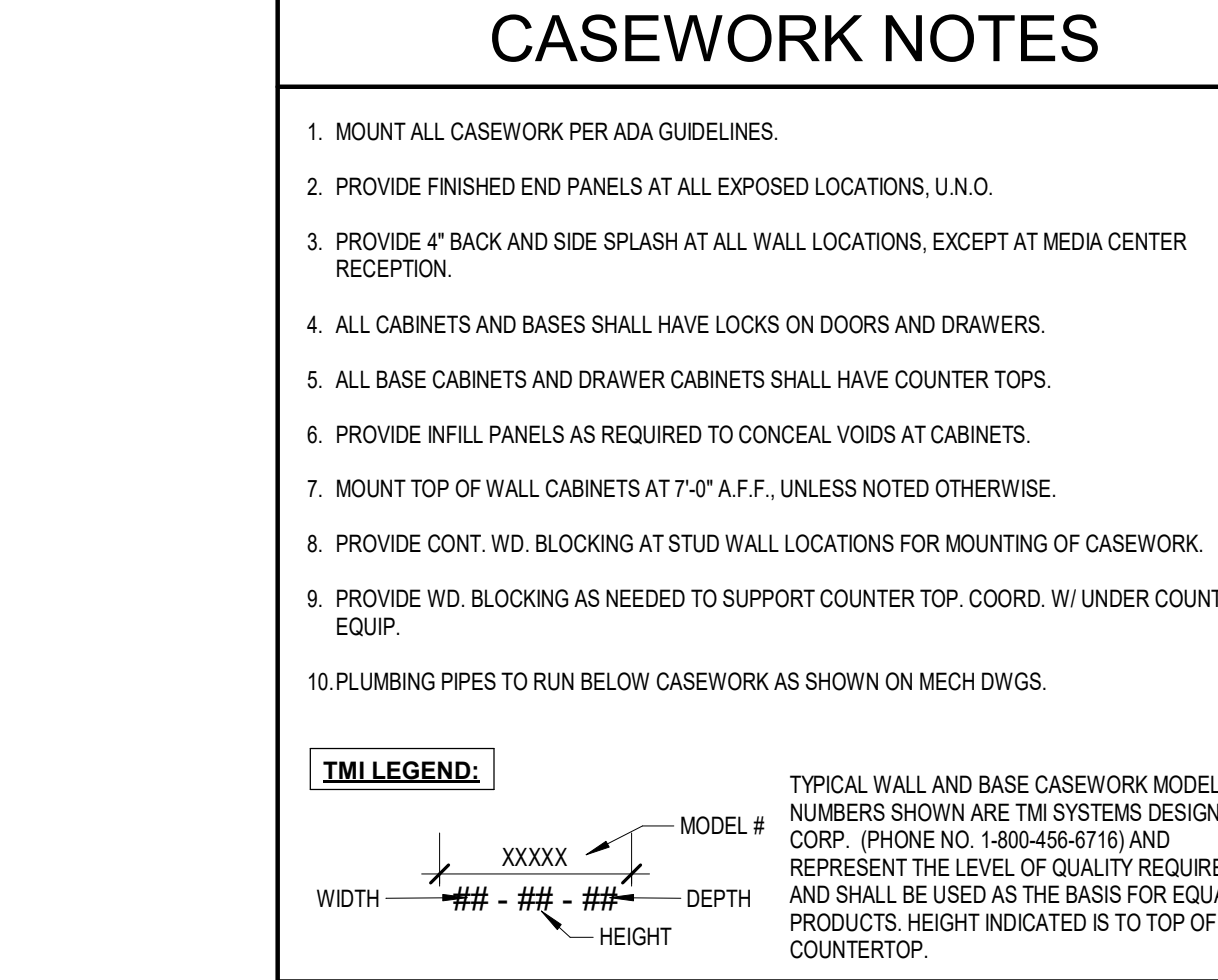 CASEWORK NOTES
1. MOUNT ALL CASEWORK PER ADA GUIDELINES.
2. PROVIDE FINISHED END PANELS AT ALL EXPOSED LOCATIONS, U.N.O.
3. PROVIDE 4" BACK AND SIDE SPLASH AT ALL WALL LOCATIONS, EXCEPT AT MEDIA CENTER
RECEPTION.
4. ALL CABINETS AND BASES SHALL HAVE LOCKS ON DOORS AND DRAWERS.
5. ALL BASE CABINETS AND DRAWER CABINETS SHALL HAVE COUNTER TOPS.
6. PROVIDE INFILL PANELS AS REQUIRED TO CONCEAL VOIDS AT CABINETS.
7. MOUNT TOP OF WALL CABINETS AT 7'-0" A.F.F., UNLESS NOTED OTHERWISE.
8. PROVIDE CONT. WD. BLOCKING AT STUD WALL LOCATIONS FOR MOUNTING OF CASEWORK.
9. PROVIDE WD. BLOCKING AS NEEDED TO SUPPORT COUNTER TOP. COORD. W/ UNDER COUNT
EQUIP.
10. PLUMBING PIPES TO RUN BELOW CASEWORK AS SHOWN ON MECH DWGS.
TMI LEGEND:
MODEL #
XXXXX
WIDTH
## - ## - ##
DEPTH
HEIGHT
TYPICAL WALL AND BASE CASEWORK MODEL
NUMBERS SHOWN ARE TMI SYSTEMS DESIGN
CORP. (PHONE NO. 1-800-456-6716) AND
REPRESENT THE LEVEL OF QUALITY REQUIRE
AND SHALL BE USED AS THE BASIS FOR EQUA
PRODUCTS. HEIGHT INDICATED IS TO TOP OF
COUNTERTOP.